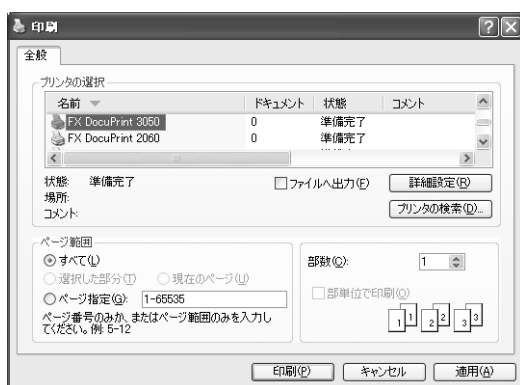 印刷
全般
プリンタの選択
名前 ドキュメント 状態 コメント
FX DocuPrint 3050 0 準備完了
FX DocuPrint 2060 0 準備完了
状態: 準備完了 ファイルへ出力(F) 詳細設定(R)
場所:
コメント: プリンタの検索(D)...
ページ範囲
すべて(L) 部数(C): 1
選択した部分(T) 現在のページ(U) 部単位で印刷(O)
ページ指定(G): 1-65535
ページ番号のみか、またはページ範囲のみを入力し
てください。例: 5-12
1 1 2 2 3 3
印刷(P) キャンセル 適用(A)